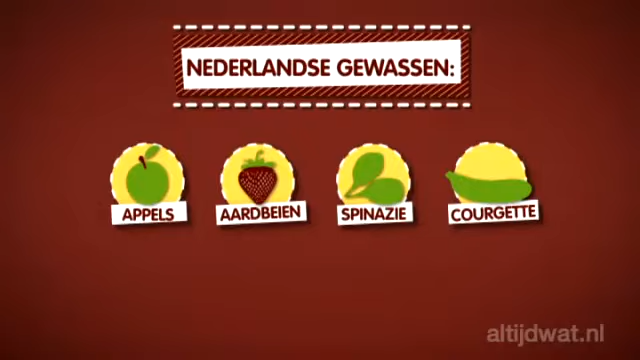 NEDERLANDSE GEWASSEN:
APPELS
AARDBEIEN
SPINAZIE
COURGETTE
altijdwat.nl